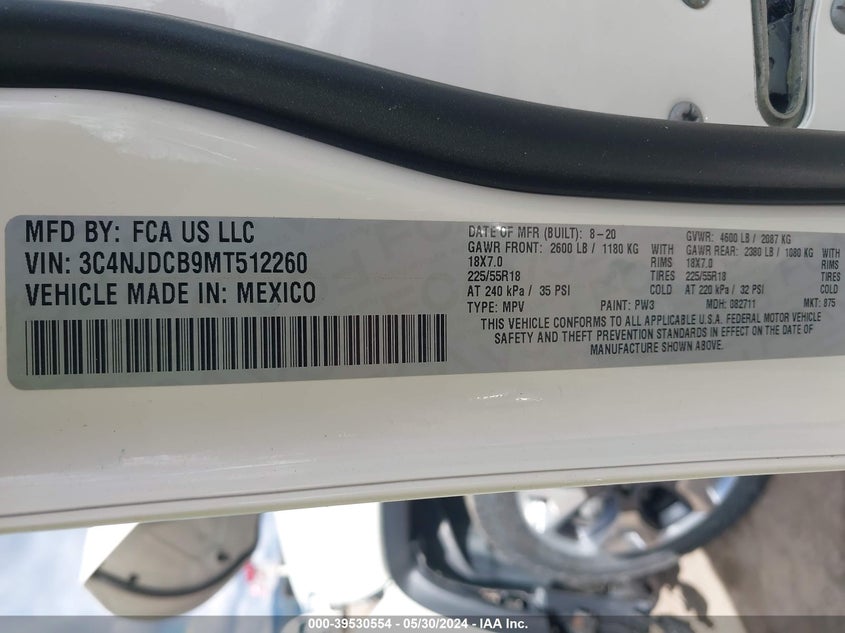 MFD BY: FCA US LLC
VIN: 3C4NJDCB9MT512260
VEHICLE MADE IN: MEXICO
DATE OF MFR (BUILT): 8-20 GVWR: 4600 LB / 2087 KG
GAWR FRONT: 2600 LB / 1180 KG WITH GAWR REAR: 2380 LB / 1080 KG WITH
18X7.0 RIMS 18X7.0 RIMS
225/55R18 TIRES 225/55R18 TIRES
AT 240 kPa / 35 PSI COLD AT 220 kPa / 32 PSI COLD
TYPE: MPV PAINT: PW3 MDH: 082711 MKT: 875
THIS VEHICLE CONFORMS TO ALL APPLICABLE U.S.A. FEDERAL MOTOR VEHICLE
SAFETY AND THEFT PREVENTION STANDARDS IN EFFECT ON THE DATE OF
MANUFACTURE SHOWN ABOVE.
000-39530554 - 05/30/2024 - IAA Inc.